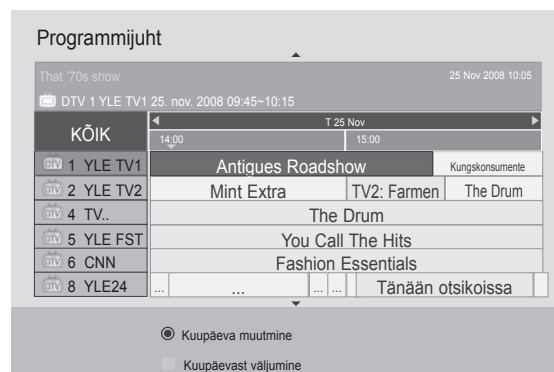 Programmijuht
That '70s show 25 Nov 2008 10:05
DTV 1 YLE TV1 25. nov. 2008 09:45~10:15
KÕIK T 25 Nov
14:00 15:00
DTV 1 YLE TV1 Antigues Roadshow Kungskonsumente
DTV 2 YLE TV2 Mint Extra TV2: Farmen The Drum
DTV 4 TV.. The Drum
DTV 5 YLE FST You Call The Hits
DTV 6 CNN Fashion Essentials
DTV 8 YLE24 ... ... ... ... Tänään otsikoissa
Kuupäeva muutmine
Kuupäevast väljumine